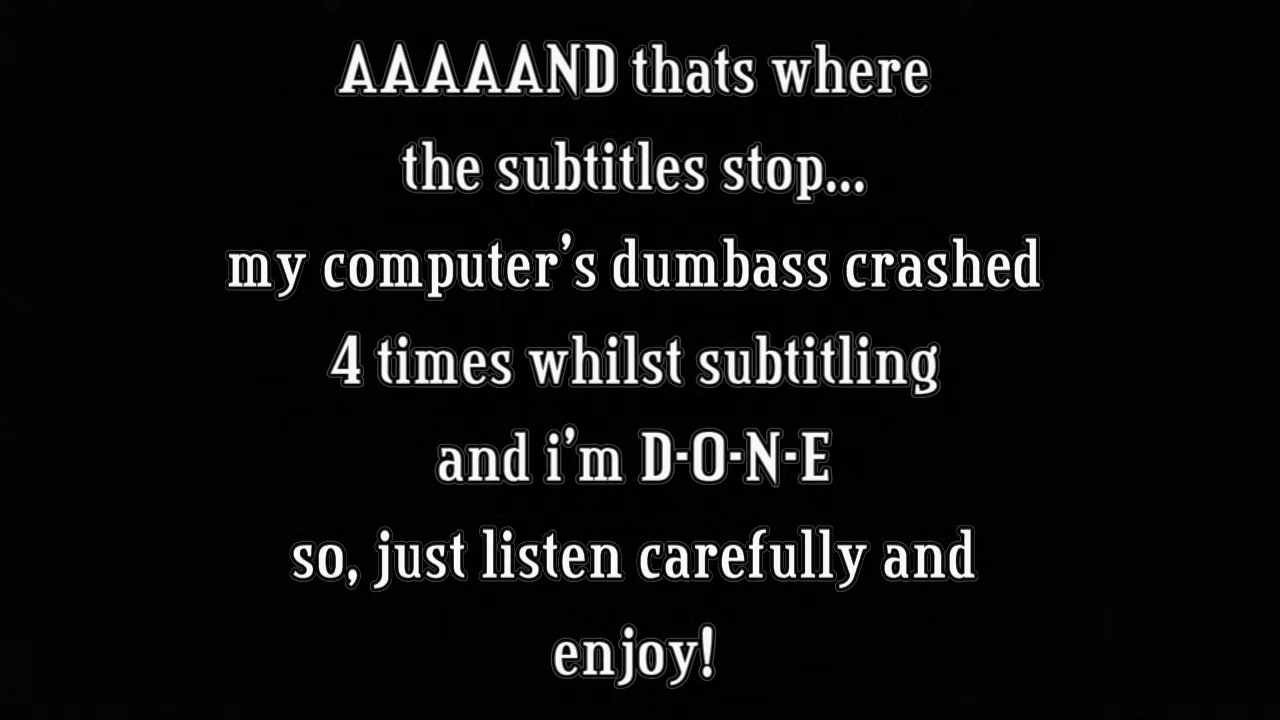 AAAAAND thats where
the subtitles stop...
my computer’s dumbass crashed
4 times whilst subtitling
and i’m D-O-N-E
so, just listen carefully and
enjoy!